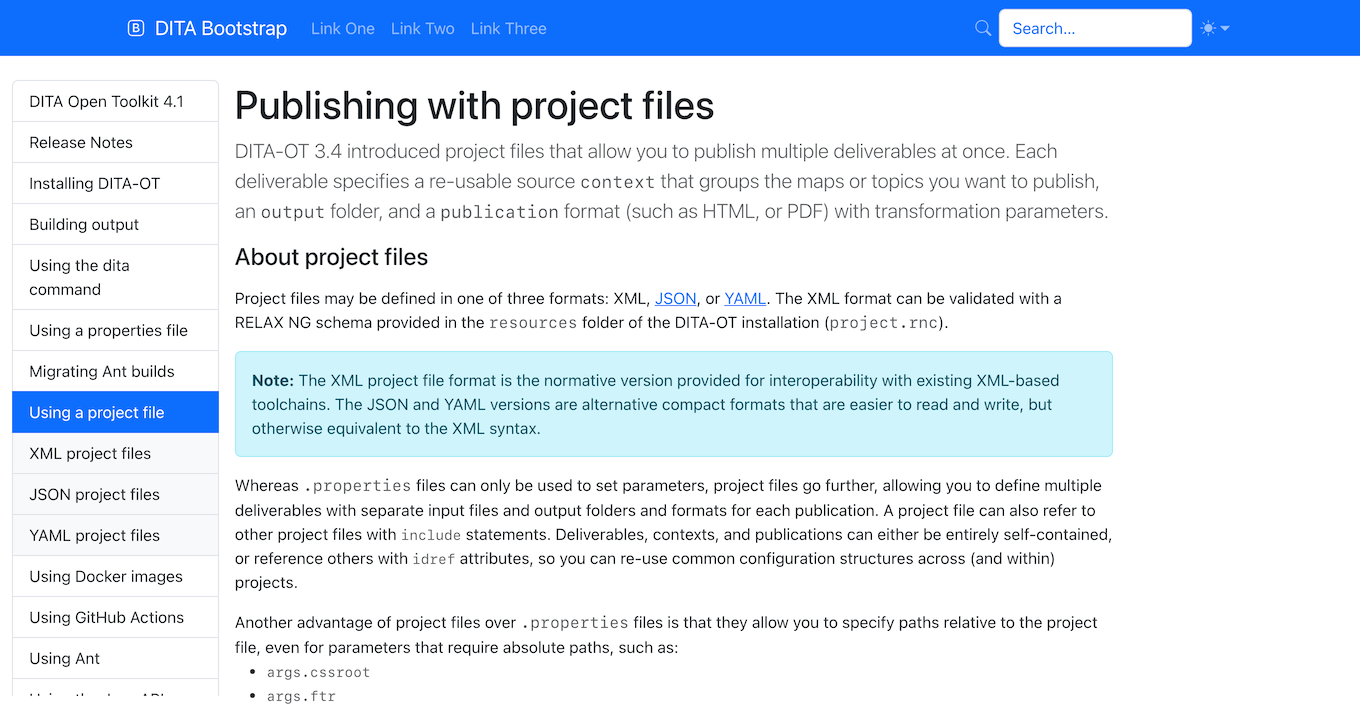 DITA Bootstrap Link One Link Two Link Three Search...
DITA Open Toolkit 4.1
Release Notes
Installing DITA-OT
Building output
Using the dita
command
Using a properties file
Migrating Ant builds
Using a project file
XML project files
JSON project files
YAML project files
Using Docker images
Using GitHub Actions
Using Ant
Publishing with project files
DITA-OT 3.4 introduced project files that allow you to publish multiple deliverables at once. Each
deliverable specifies a re-usable source context that groups the maps or topics you want to publish,
an output folder, and a publication format (such as HTML, or PDF) with transformation parameters.
About project files
Project files may be defined in one of three formats: XML, JSON, or YAML. The XML format can be validated with a
RELAX NG schema provided in the resources folder of the DITA-OT installation (project.rnc).
Note: The XML project file format is the normative version provided for interoperability with existing XML-based
toolchains. The JSON and YAML versions are alternative compact formats that are easier to read and write, but
otherwise equivalent to the XML syntax.
Whereas .properties files can only be used to set parameters, project files go further, allowing you to define multiple
deliverables with separate input files and output folders and formats for each publication. A project file can also refer to
other project files with include statements. Deliverables, contexts, and publications can either be entirely self-contained,
or reference others with idref attributes, so you can re-use common configuration structures across (and within)
projects.
Another advantage of project files over .properties files is that they allow you to specify paths relative to the project
file, even for parameters that require absolute paths, such as:
• args.cssroot
• args.ftr